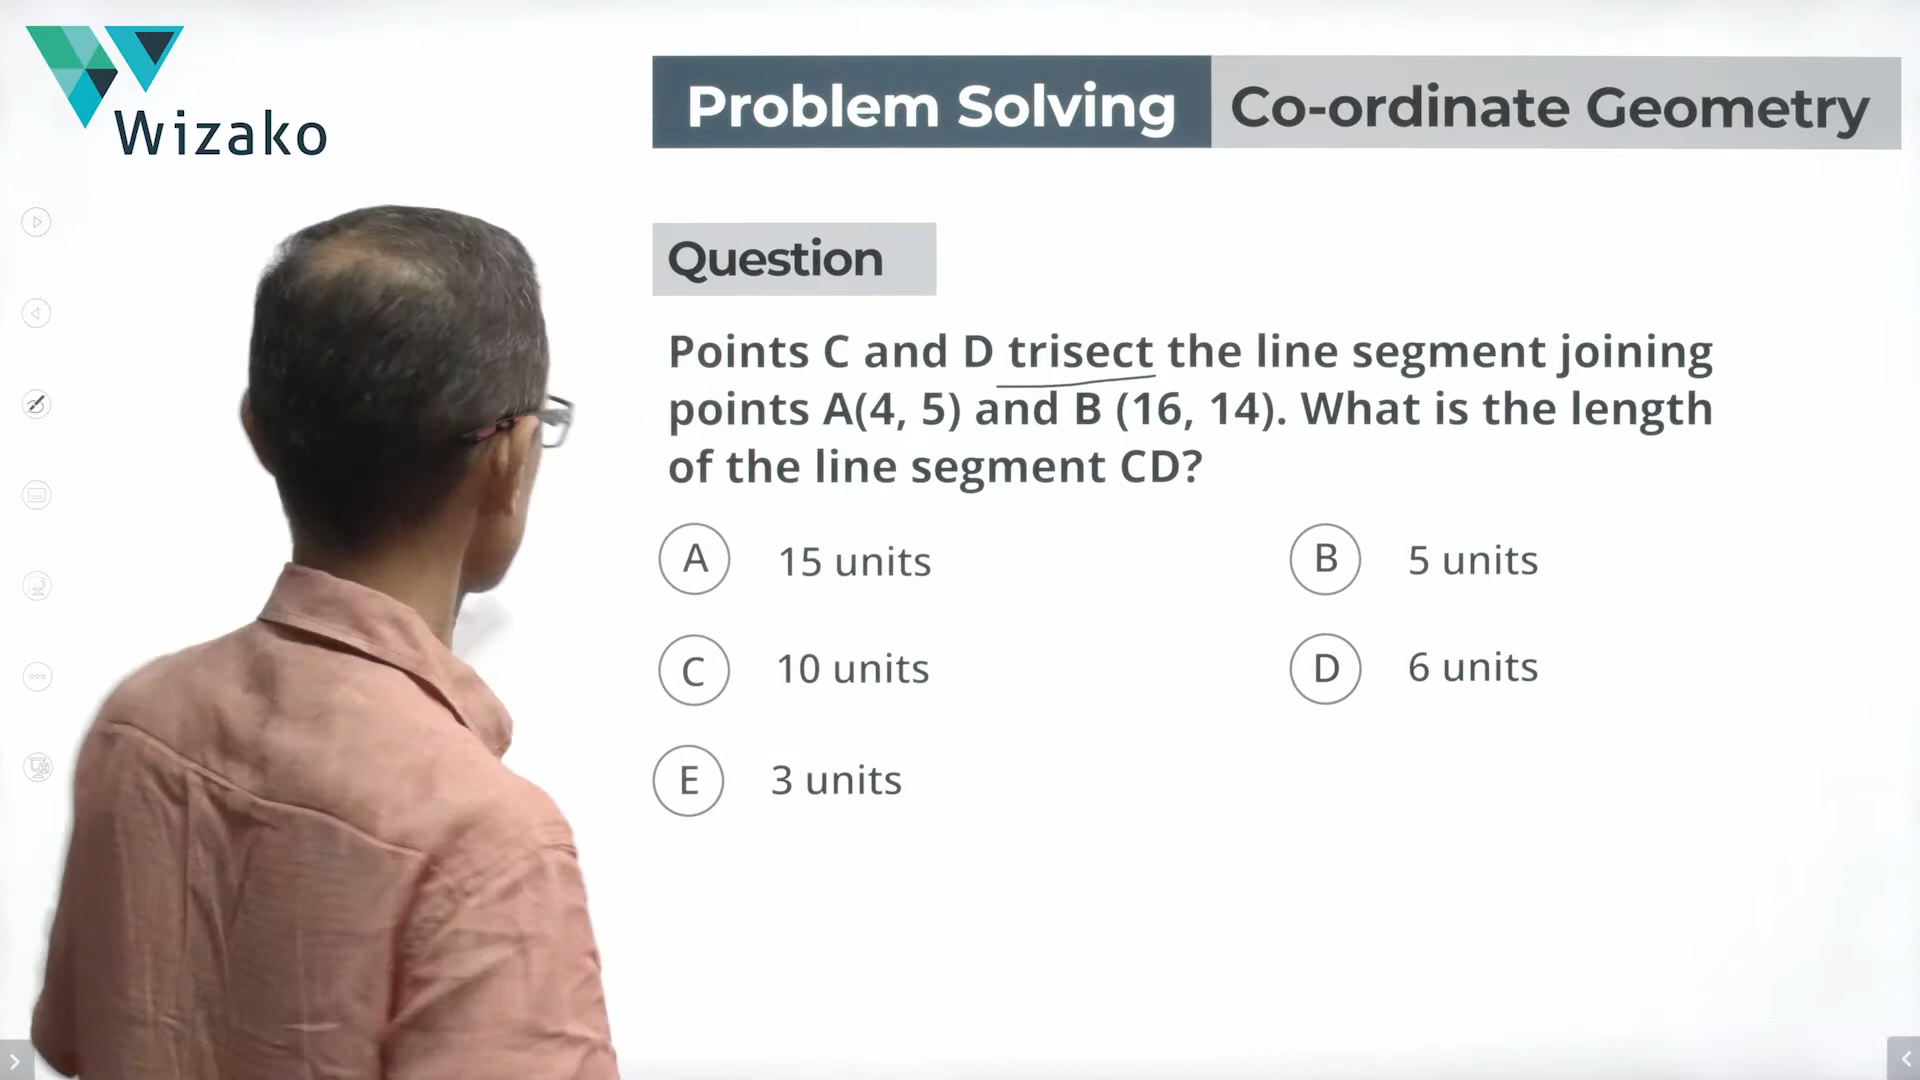 Wizako
Problem Solving Co-ordinate Geometry
Question
Points C and D trisect the line segment joining
points A(4, 5) and B (16, 14). What is the length
of the line segment CD?
A 15 units
B 5 units
C 10 units
D 6 units
E 3 units